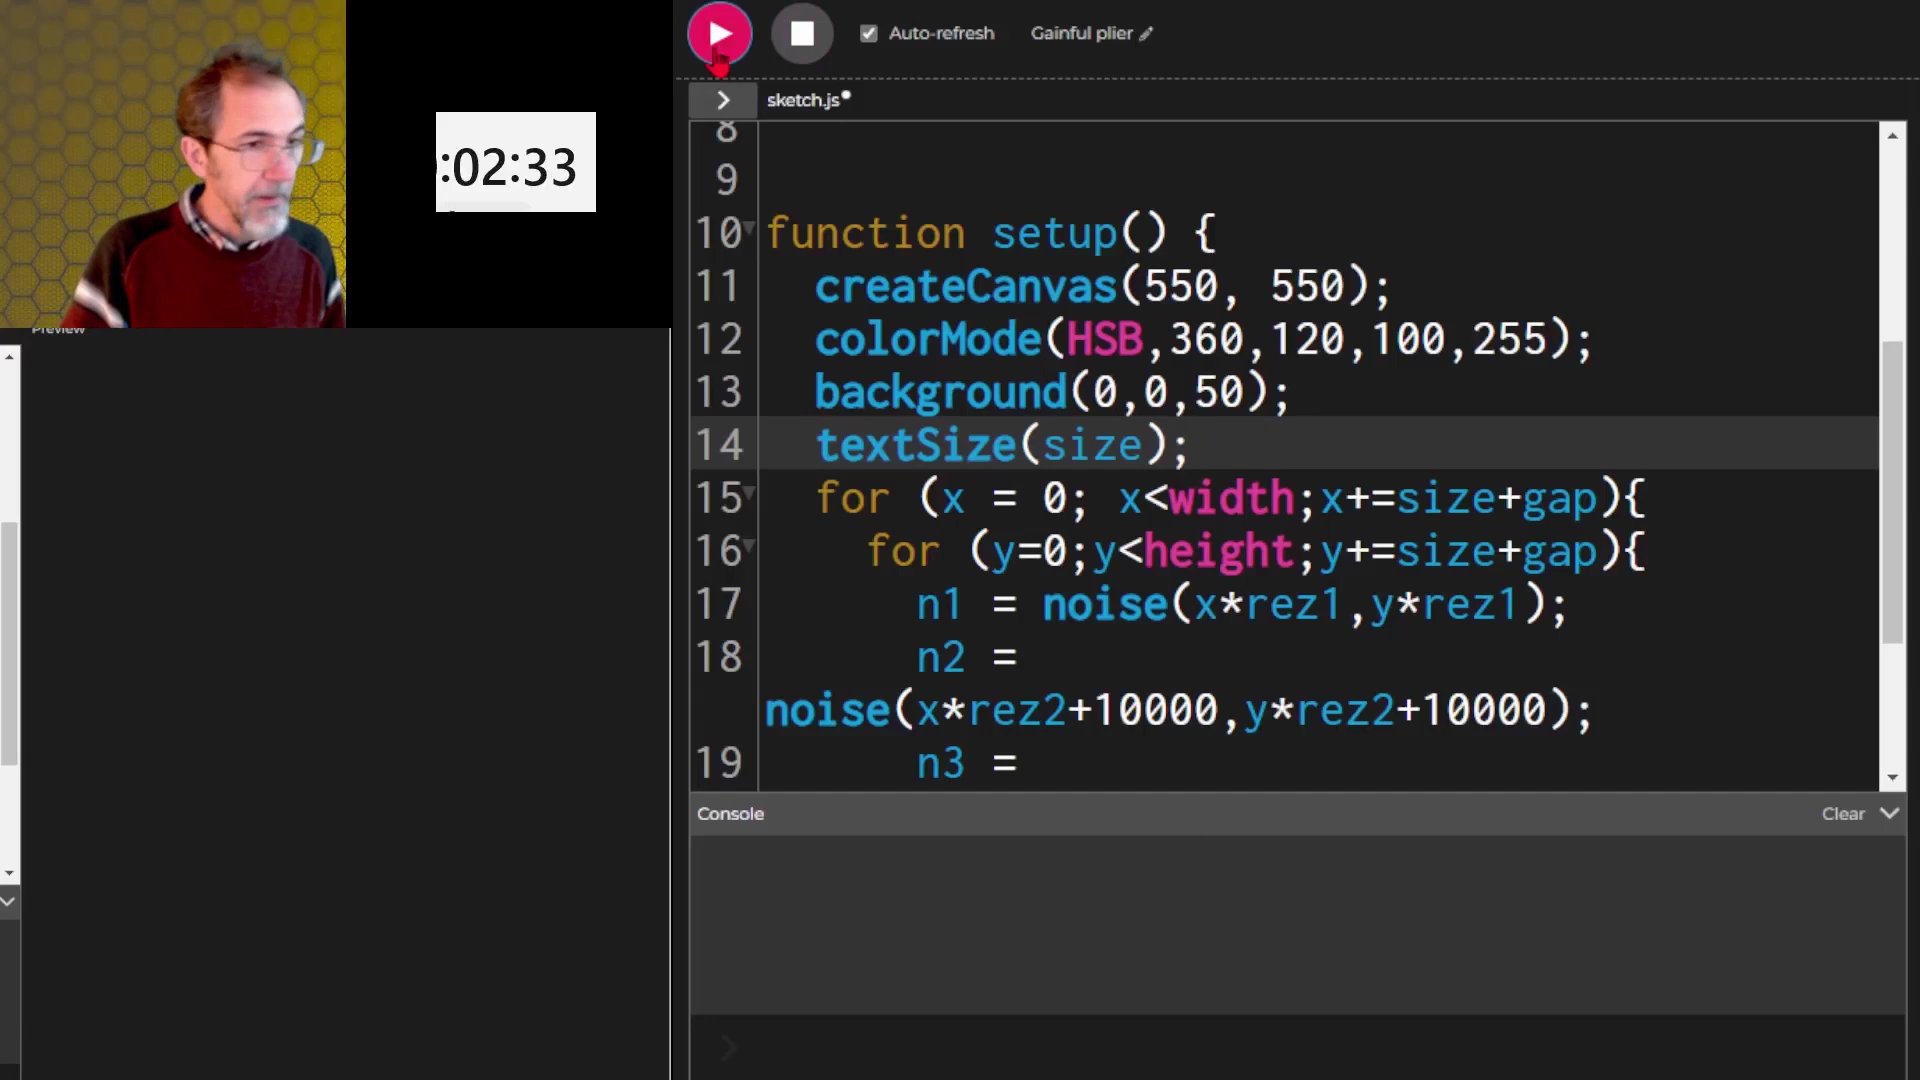 Auto-refresh
Gainful plier
:02:33
sketch.js
Preview
8
9
10 function setup() {
11 createCanvas(550, 550);
12 colorMode(HSB,360,120,100,255);
13 background(0,0,50);
14 textSize(size);
15 for (x = 0; x<width;x+=size+gap){
16 for (y=0;y<height;y+=size+gap){
17 n1 = noise(x*rez1,y*rez1);
18 n2 =
noise(x*rez2+10000,y*rez2+10000);
19 n3 =
Console
Clear